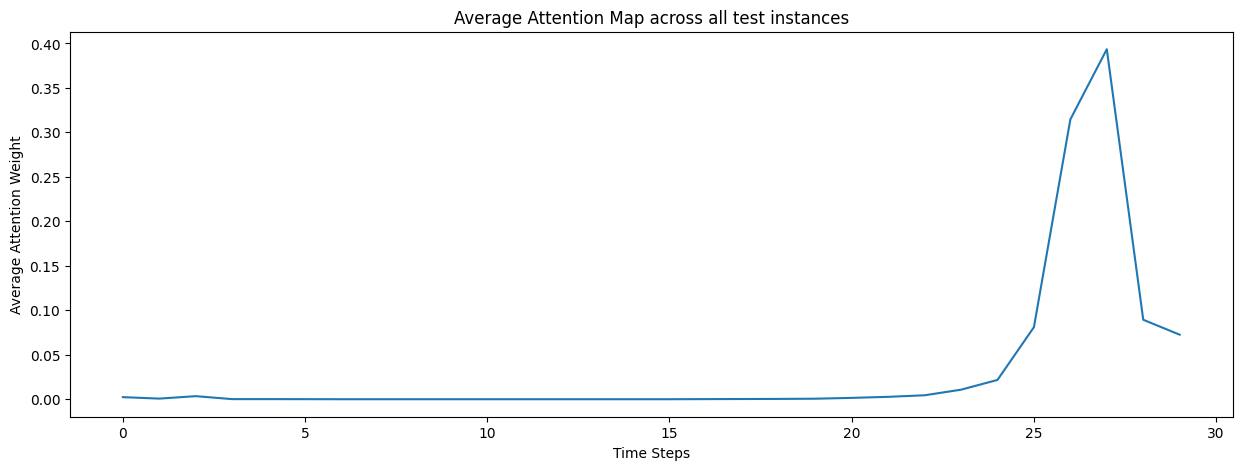 Average Attention Map across all test instances
Average Attention Weight
0.40
0.35
0.30
0.25
0.20
0.15
0.10
0.05
0.00
0 5 10 15 20 25 30
Time Steps